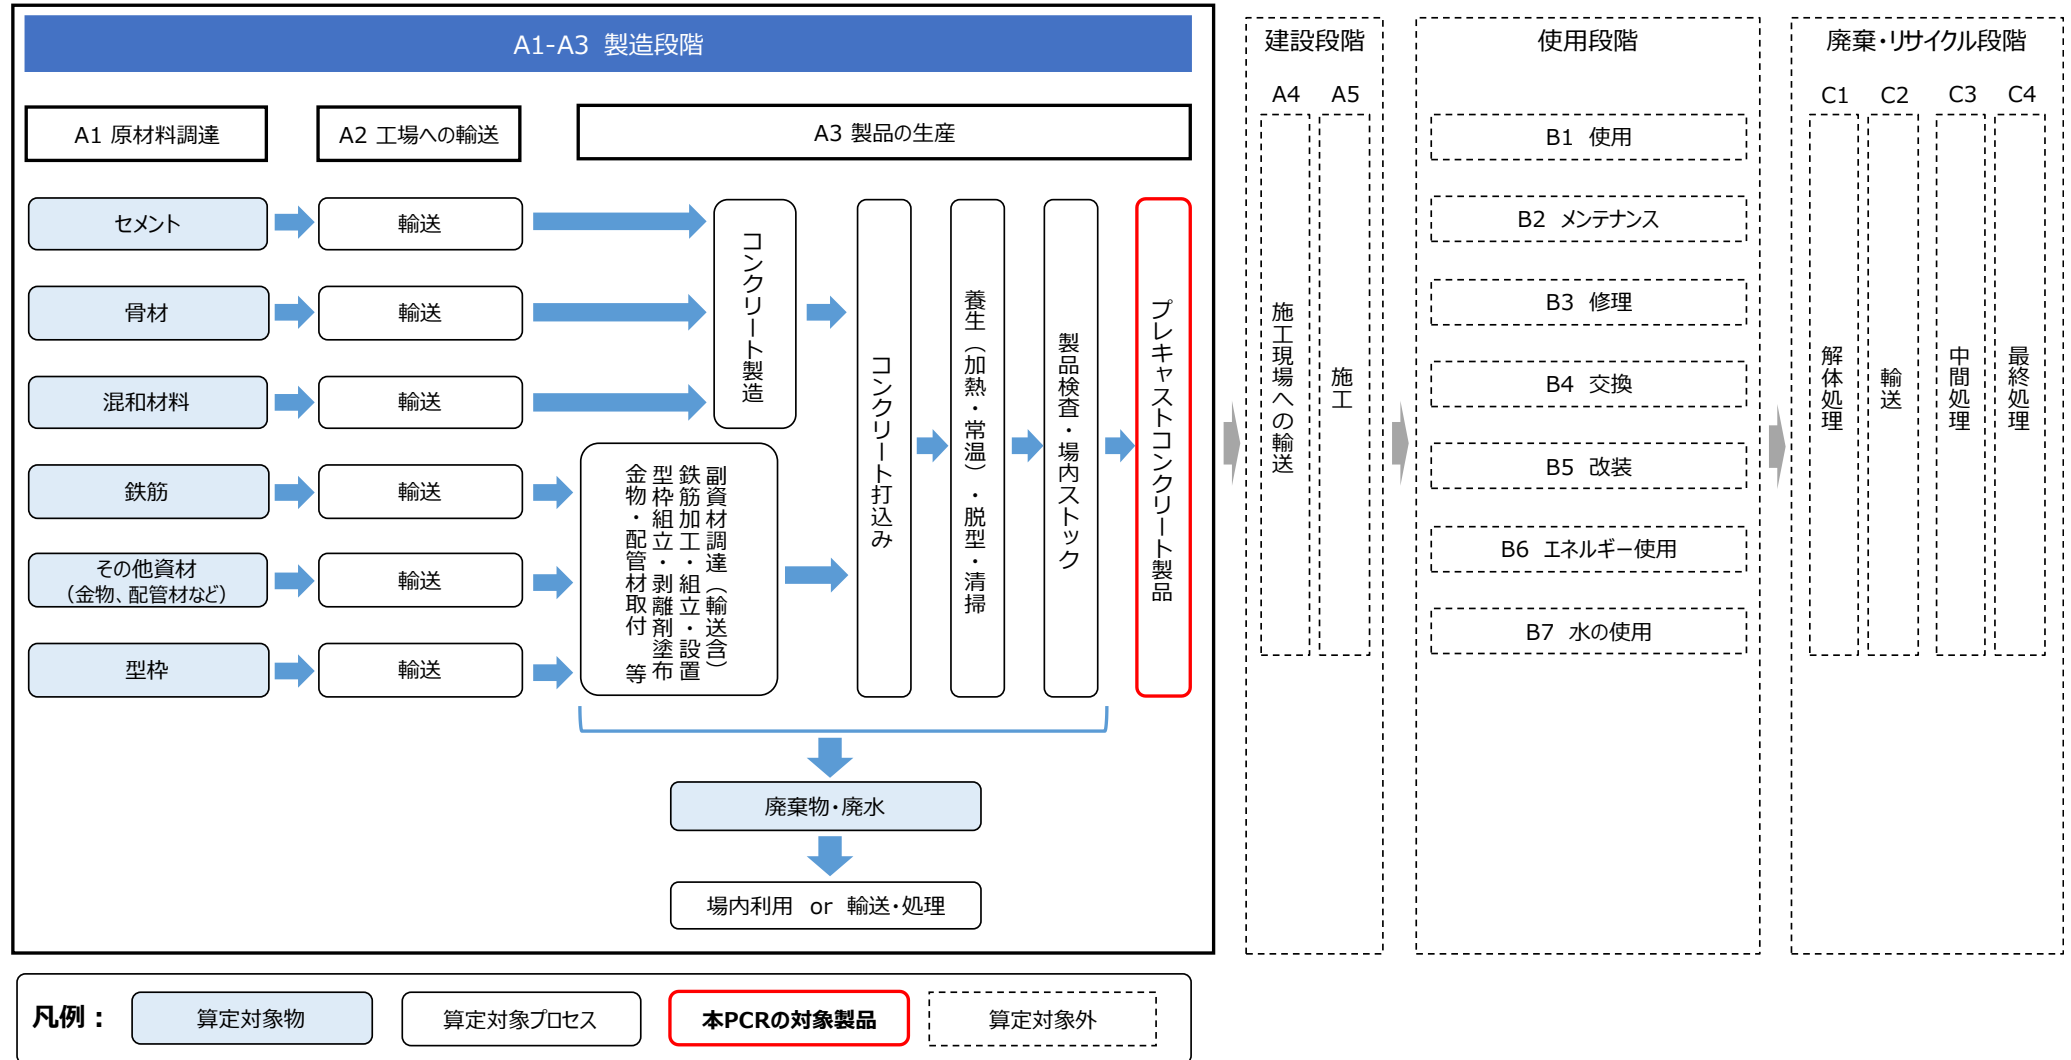 A1-A3 製造段階
A1 原材料調達
A2 工場への輸送
A3 製品の生産
セメント
輸送
骨材
輸送
混和材料
輸送
鉄筋
輸送
その他資材
（金物、配管材など）
輸送
型枠
輸送
コンクリート製造
副資材調達（輸送含）
鉄筋加工・組立・設置
型枠組立・剥離剤塗布
金物・配管材取付 等
コンクリート打込み
養生（加熱・常温）・脱型・清掃
製品検査・場内ストック
プレキャストコンクリート製品
廃棄物・廃水
場内利用 or 輸送・処理
建設段階
A4
A5
施工現場への輸送
施工
使用段階
B1 使用
B2 メンテナンス
B3 修理
B4 交換
B5 改装
B6 エネルギー使用
B7 水の使用
廃棄・リサイクル段階
C1
C2
C3
C4
解体処理
輸送
中間処理
最終処理
凡例：
算定対象物
算定対象プロセス
本PCRの対象製品
算定対象外